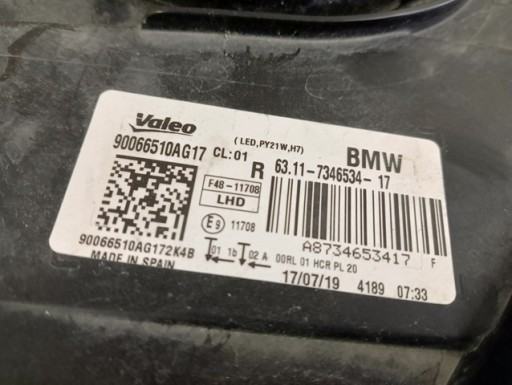 Valeo
(LED,PY21W,H7)
BMW
90066510AG17 CL:01 R 63.11-7346534-17
F48-11708
LHD
E9 11708
A8734653417 F
01 1b 02 A 00RL 01 HCR PL 20
90066510AG172K4B
MADE IN SPAIN
17/07/19 4189 07:33